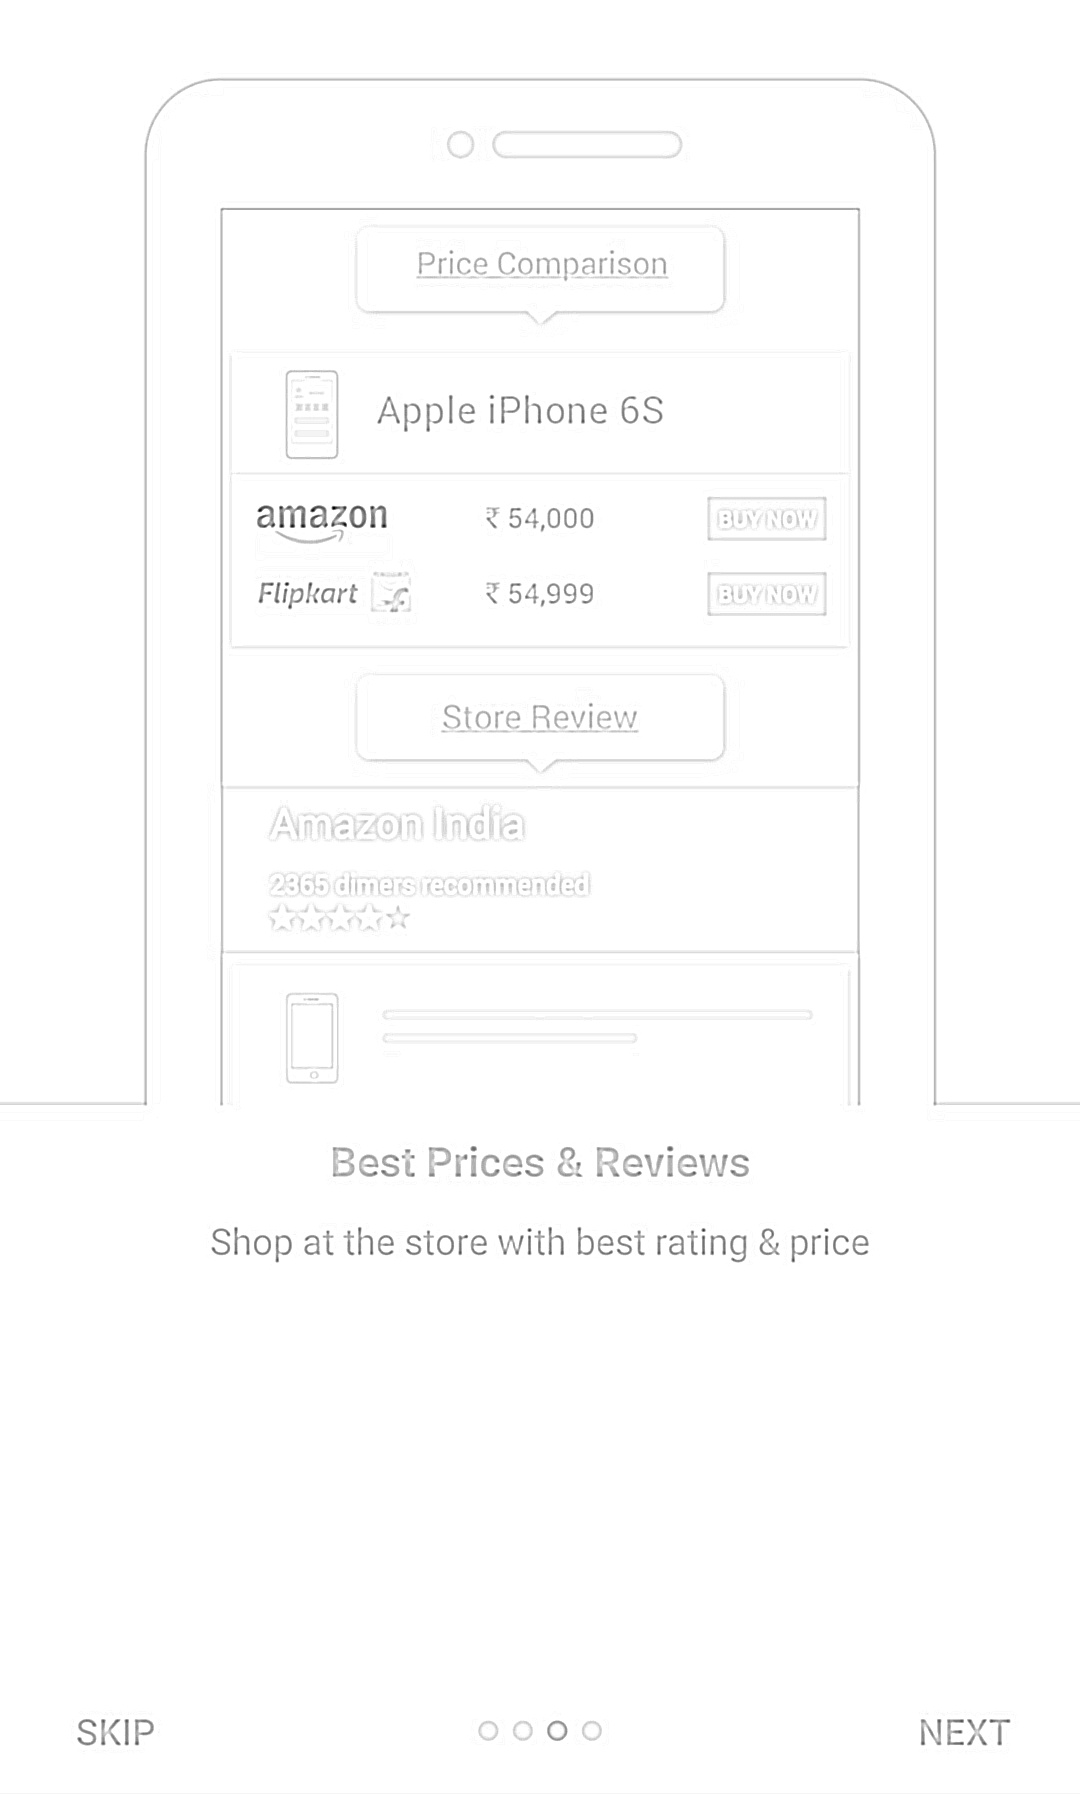 Price Comparison
Apple iPhone 6S
amazon ₹ 54,000 BUY NOW
Flipkart ₹ 54,999 BUY NOW
Store Review
Amazon India
2365 dimers recommended
Best Prices & Reviews
Shop at the store with best rating & price
SKIP NEXT